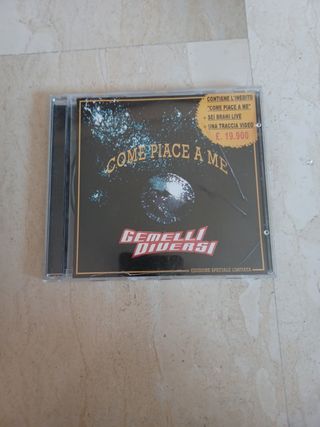 CONTIENE L'INEDITO
"COME PIACE A ME"
+ SEI BRANI LIVE
+ UNA TRACCIA VIDEO
£. 19.900
COME PIACE A ME
GEMELLI
DIVERSI
EDIZIONE SPECIALE LIMITATA